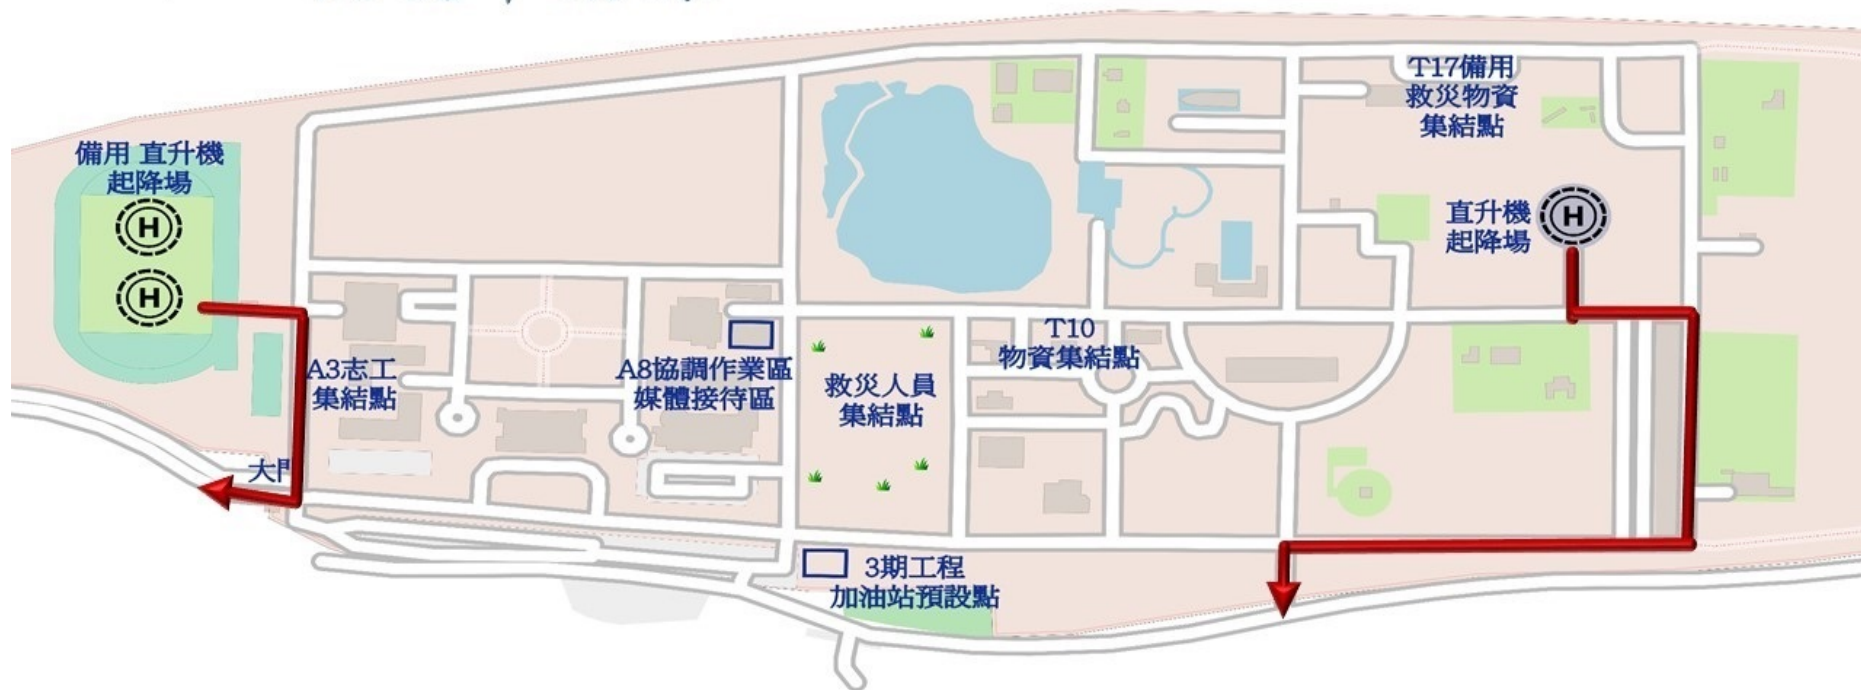 T17備用
救災物資
集結點
備用 直升機
起降場
H
H
直升機
起降場
H
A3志工
集結點
A8協調作業區
媒體接待區
救災人員
集結點
T10
物資集結點
大門
3期工程
加油站預設點